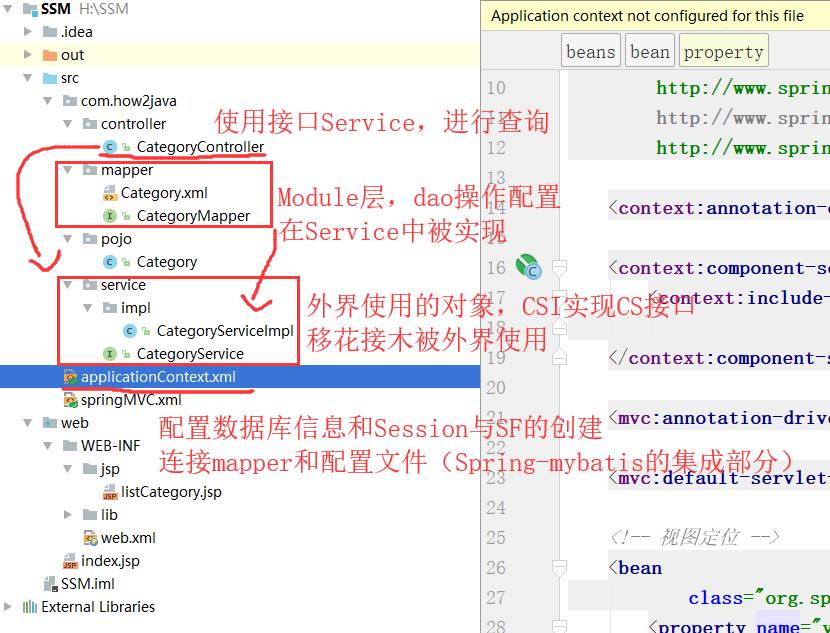 SSM H:\SSM
.idea
out
src
com.how2java
controller
CategoryController
mapper
Category.xml
CategoryMapper
pojo
Category
service
impl
CategoryServiceImpl
CategoryService
applicationContext.xml
springMVC.xml
web
WEB-INF
jsp
listCategory.jsp
lib
web.xml
index.jsp
SSM.iml
External Libraries
使用接口Service，进行查询
Module层，dao操作配置
在Service中被实现
外界使用的对象，CSI实现CS接口
移花接木被外界使用
配置数据库信息和Session与SF的创建
连接mapper和配置文件（Spring-mybatis的集成部分）
Application context not configured for this file
beans bean property
10 http://www.sprin
11 http://www.sprin
12 http://www.sprin
13
14 <context:annotation-c
15
16 <context:component-sc
17 <context:include-
18
19 </context:component-s
20
21 <mvc:annotation-drive
22
23 <mvc:default-servlet-
24
25 <!-- 视图定位 -->
26 <bean
27 class="org.sp
28 <property name="v